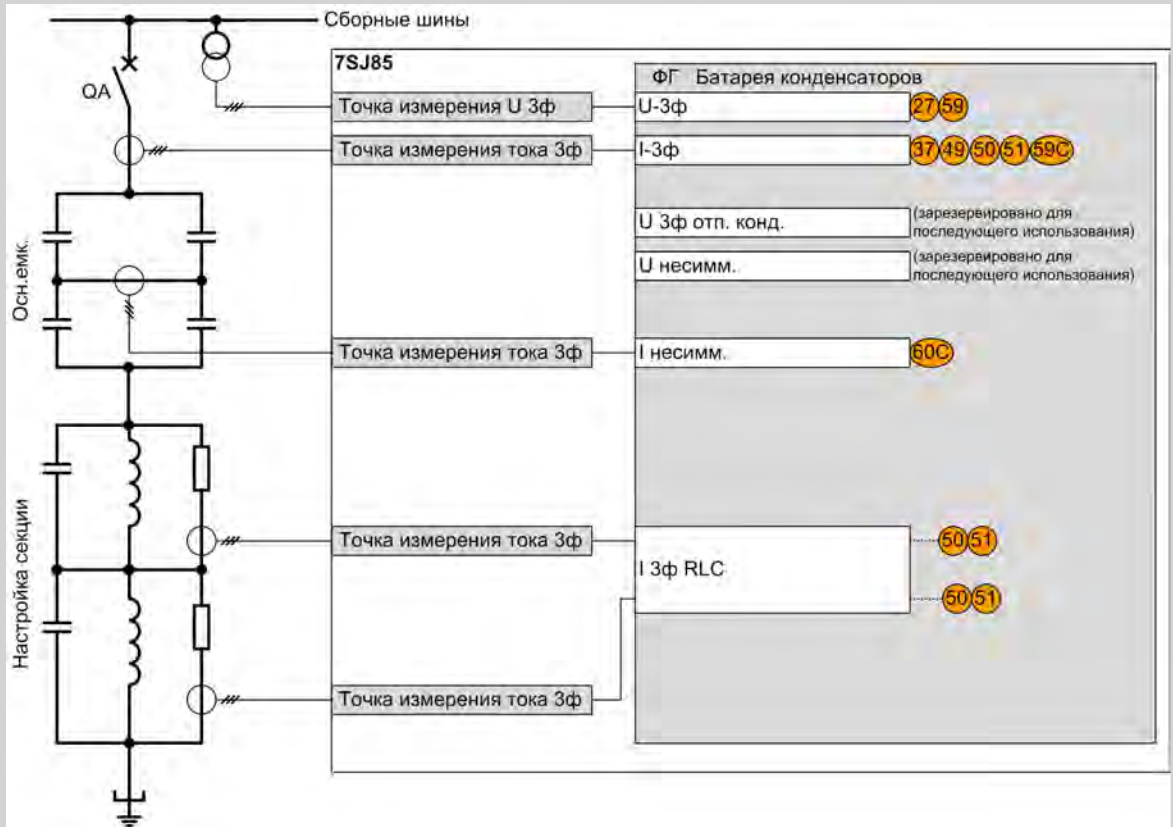 Сборные шины
7SJ85
ФГ Батарея конденсаторов
QA
Точка измерения U 3ф
U-3ф
27 59
Точка измерения тока 3ф
I-3ф
37 49 50 51 59C
Осн.емк.
U 3ф отп. конд.
(зарезервировано для
последующего использования)
U несимм.
(зарезервировано для
последующего использования)
Точка измерения тока 3ф
I несимм.
60C
Настройка секции
Точка измерения тока 3ф
I 3ф RLC
50 51
50 51
Точка измерения тока 3ф